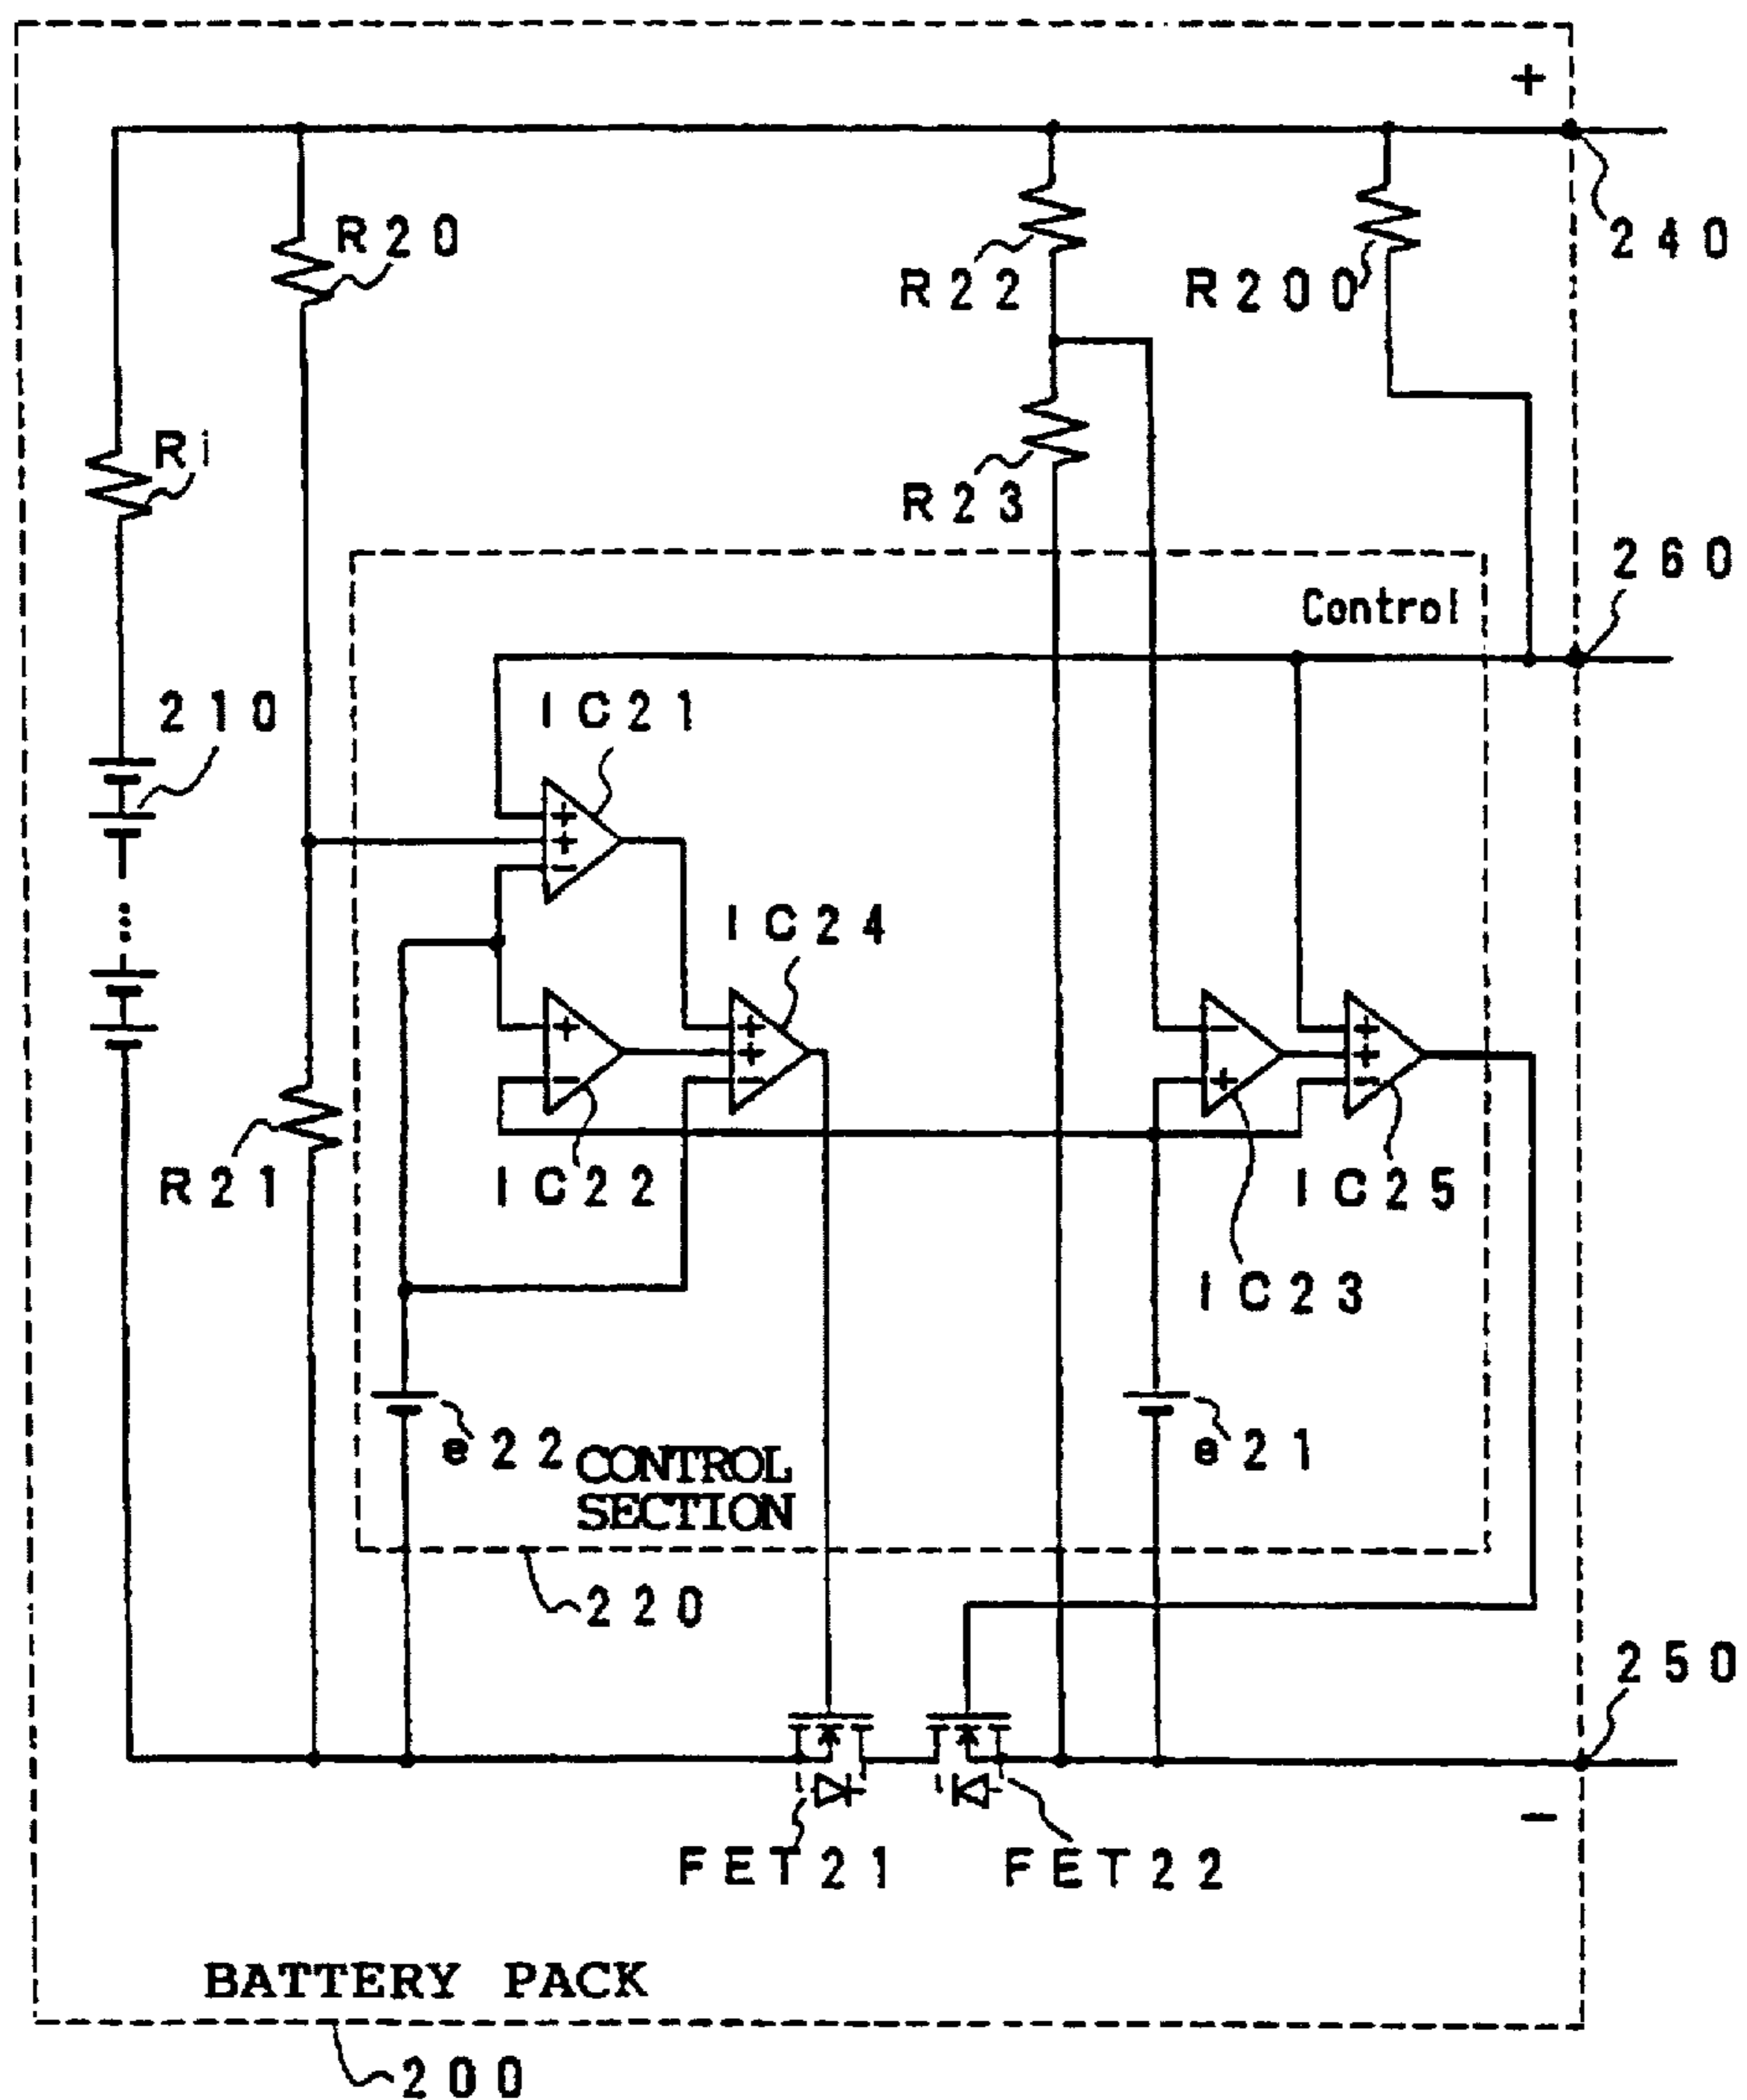 +
R20
R22
R200
240
Ri
R23
260
Control
210
IC21
IC24
IC22
R21
IC25
IC23
e22
e21
CONTROL
SECTION
220
250
-
FET21
FET22
BATTERY PACK
200